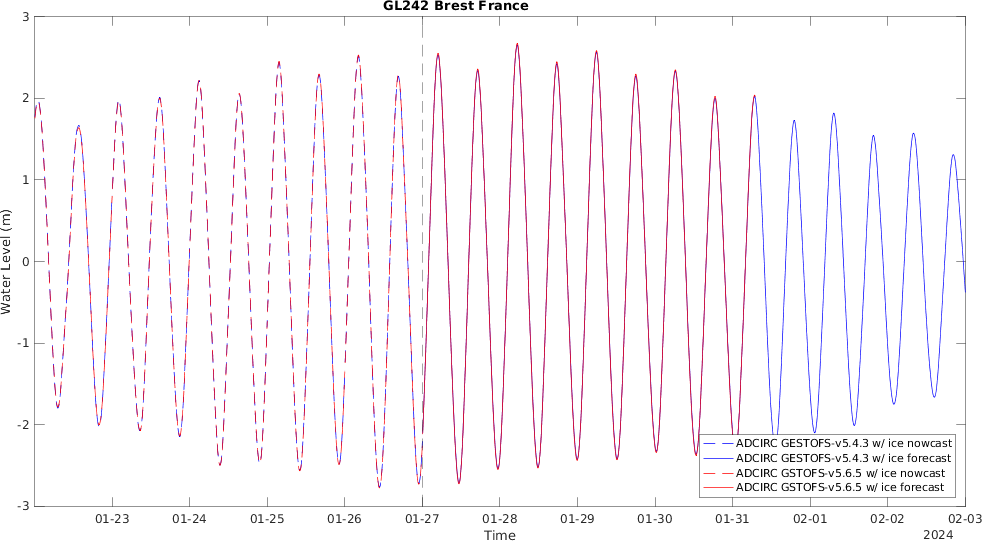 GL242 Brest France
3
2
1
0
-1
-2
-3
Water Level (m)
ADCIRC GESTOFS-v5.4.3 w/ ice nowcast
ADCIRC GESTOFS-v5.4.3 w/ ice forecast
ADCIRC GSTOFS-v5.6.5 w/ ice nowcast
ADCIRC GSTOFS-v5.6.5 w/ ice forecast
01-23 01-24 01-25 01-26 01-27 01-28 01-29 01-30 01-31 02-01 02-02 02-03
Time
2024